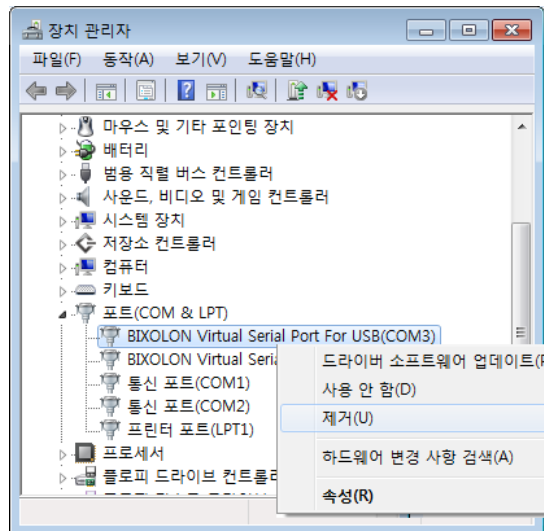 장치 관리자
파일(F) 동작(A) 보기(V) 도움말(H)
마우스 및 기타 포인팅 장치
배터리
범용 직렬 버스 컨트롤러
사운드, 비디오 및 게임 컨트롤러
시스템 장치
저장소 컨트롤러
컴퓨터
키보드
포트(COM & LPT)
BIXOLON Virtual Serial Port For USB(COM3)
BIXOLON Virtual
통신 포트(COM1)
통신 포트(COM2)
프린터 포트(LPT1)
프로세서
플로피 드라이브
드라이버 소프트웨어 업데이트
사용 안 함(D)
제거(U)
하드웨어 변경 사항 검색(A)
속성(R)